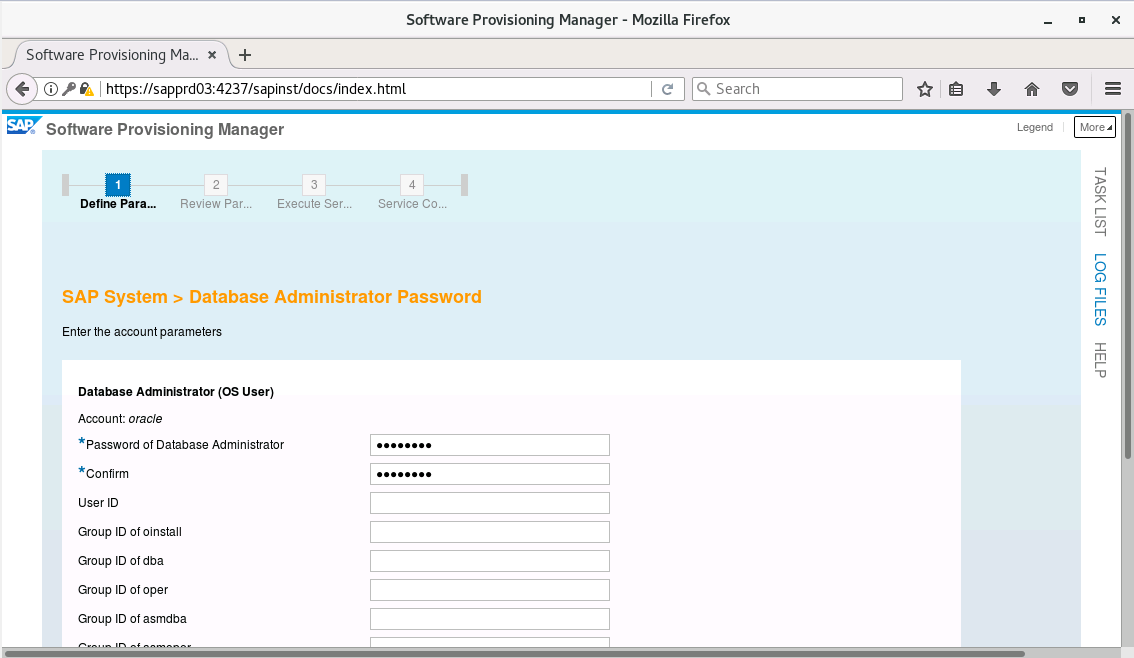 Software Provisioning Manager - Mozilla Firefox
Software Provisioning Ma...
https://sapprd03:4237/sapinst/docs/index.html
Search
SAP Software Provisioning Manager
Legend
More
1 2 3 4
Define Para... Review Par... Execute Ser... Service Co...
TASK LIST
LOG FILES
HELP
SAP System > Database Administrator Password
Enter the account parameters
Database Administrator (OS User)
Account: oracle
*Password of Database Administrator ●●●●●●●●
*Confirm ●●●●●●●●
User ID
Group ID of oinstall
Group ID of dba
Group ID of oper
Group ID of asmdba
Group ID of asmoper